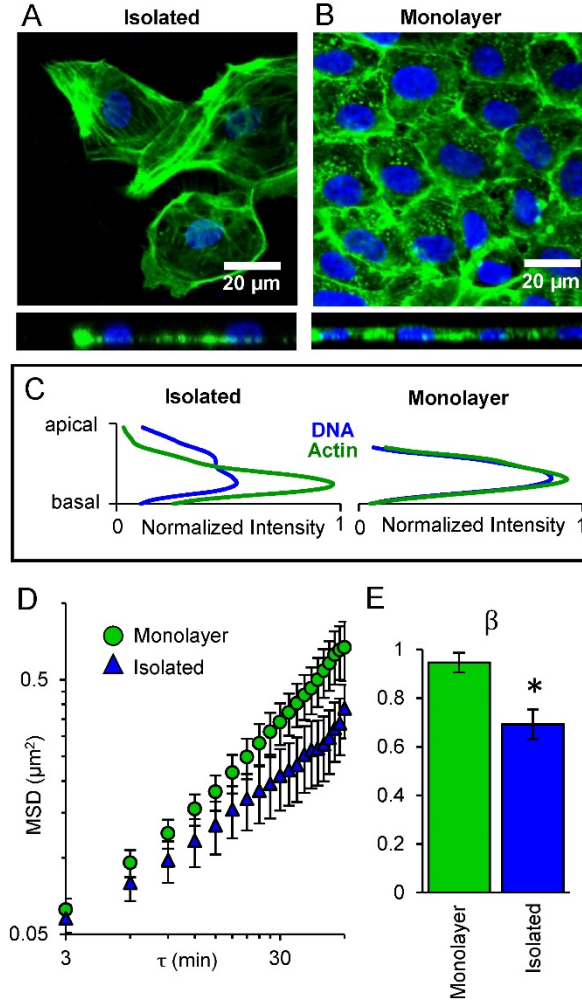 A
Isolated
20 µm
B
Monolayer
20 µm
C
Isolated
Monolayer
apical
basal
DNA
Actin
0
Normalized Intensity
1
0
Normalized Intensity
1
D
Monolayer
Isolated
0.5
0.05
MSD (µm²)
3
τ (min)
30
E
β
1
0.8
0.6
0.4
0.2
0
*
Monolayer
Isolated